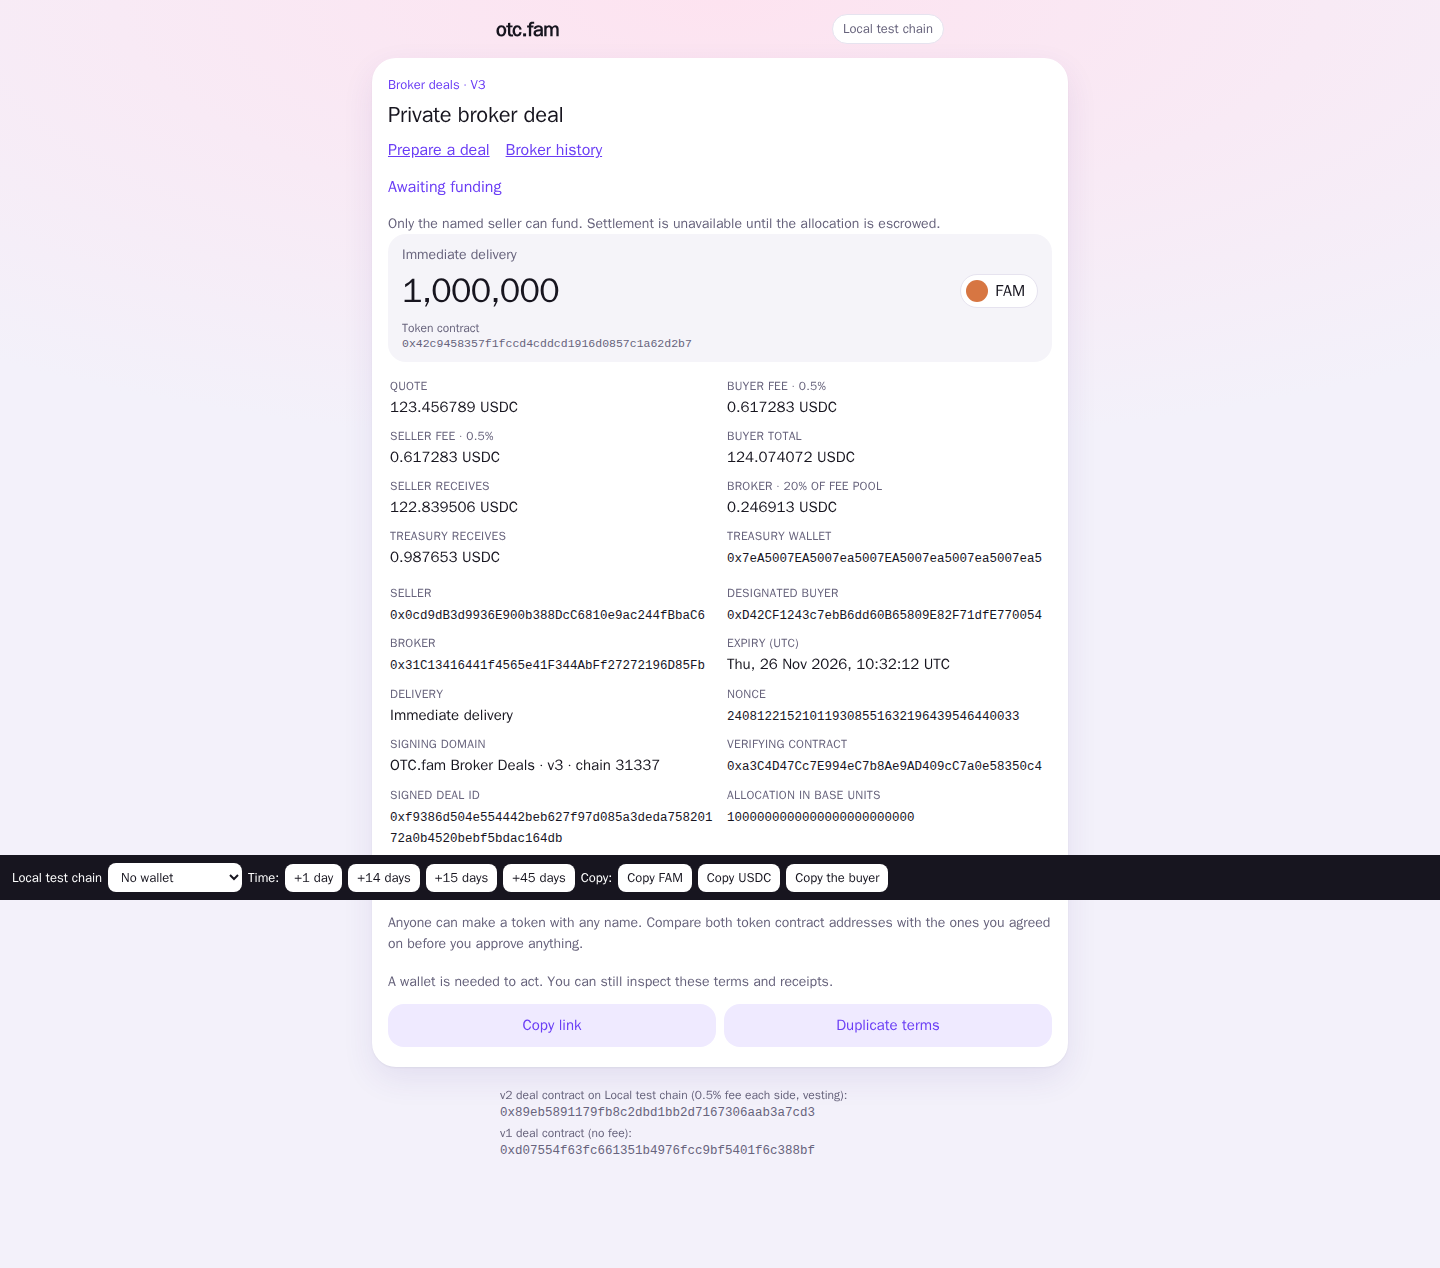 otc.fam
Local test chain
Broker deals · V3
Private broker deal
Prepare a deal Broker history
Awaiting funding
Only the named seller can fund. Settlement is unavailable until the allocation is escrowed.
Immediate delivery
1,000,000
FAM
Token contract
0x42c9458357f1fccd4cddcd1916d0857c1a62d2b7
QUOTE
123.456789 USDC
BUYER FEE · 0.5%
0.617283 USDC
SELLER FEE · 0.5%
0.617283 USDC
BUYER TOTAL
124.074072 USDC
SELLER RECEIVES
122.839506 USDC
BROKER · 20% OF FEE POOL
0.246913 USDC
TREASURY RECEIVES
0.987653 USDC
TREASURY WALLET
0x7eA5007EA5007ea5007EA5007ea5007ea5007ea5
SELLER
0x0cd9dB3d9936E900b388DcC6810e9ac244fBbaC6
DESIGNATED BUYER
0xD42CF1243c7ebB6dd60B65809E82F71dfE770054
BROKER
0x31C13416441f4565e41F344AbFf27272196D85Fb
EXPIRY (UTC)
Thu, 26 Nov 2026, 10:32:12 UTC
DELIVERY
Immediate delivery
NONCE
240812215210119308551632196439546440033
SIGNING DOMAIN
OTC.fam Broker Deals · v3 · chain 31337
VERIFYING CONTRACT
0xa3C4D47Cc7E994eC7b8Ae9AD409cC7a0e58350c4
SIGNED DEAL ID
0xf9386d504e554442beb627f97d085a3deda758201
72a0b4520bebf5bdac164db
ALLOCATION IN BASE UNITS
1000000000000000000000000
Local test chain No wallet Time: +1 day +14 days +15 days +45 days Copy: Copy FAM Copy USDC Copy the buyer
Anyone can make a token with any name. Compare both token contract addresses with the ones you agreed
on before you approve anything.
A wallet is needed to act. You can still inspect these terms and receipts.
Copy link
Duplicate terms
v2 deal contract on Local test chain (0.5% fee each side, vesting):
0x89eb5891179fb8c2dbd1bb2d7167306aab3a7cd3
v1 deal contract (no fee):
0xd07554f63fc661351b4976fcc9bf5401f6c388bf